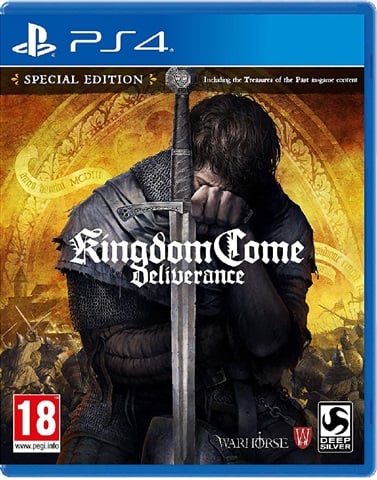 PS4
SPECIAL EDITION
Including the Treasures of the Past in-game content
Kingdom Come
Deliverance
18
www.pegi.info
WARHORSE
DEEP
SILVER